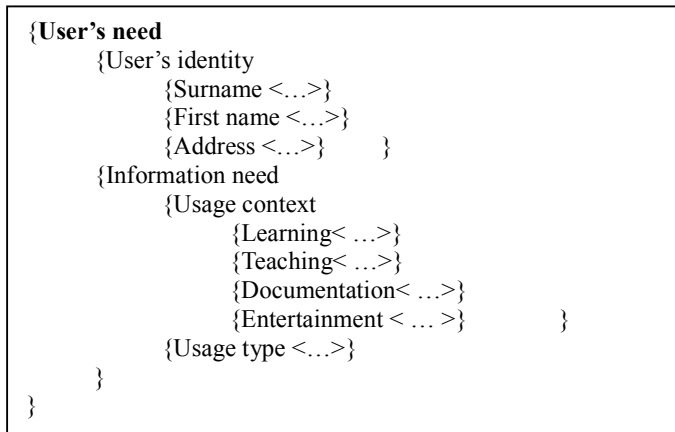 {User’s need
{User’s identity
{Surname <…>}
{First name <…>}
{Address <…>} }
{Information need
{Usage context
{Learning< …>}
{Teaching< …>}
{Documentation< …>}
{Entertainment < … >} }
{Usage type <…>}
}
}